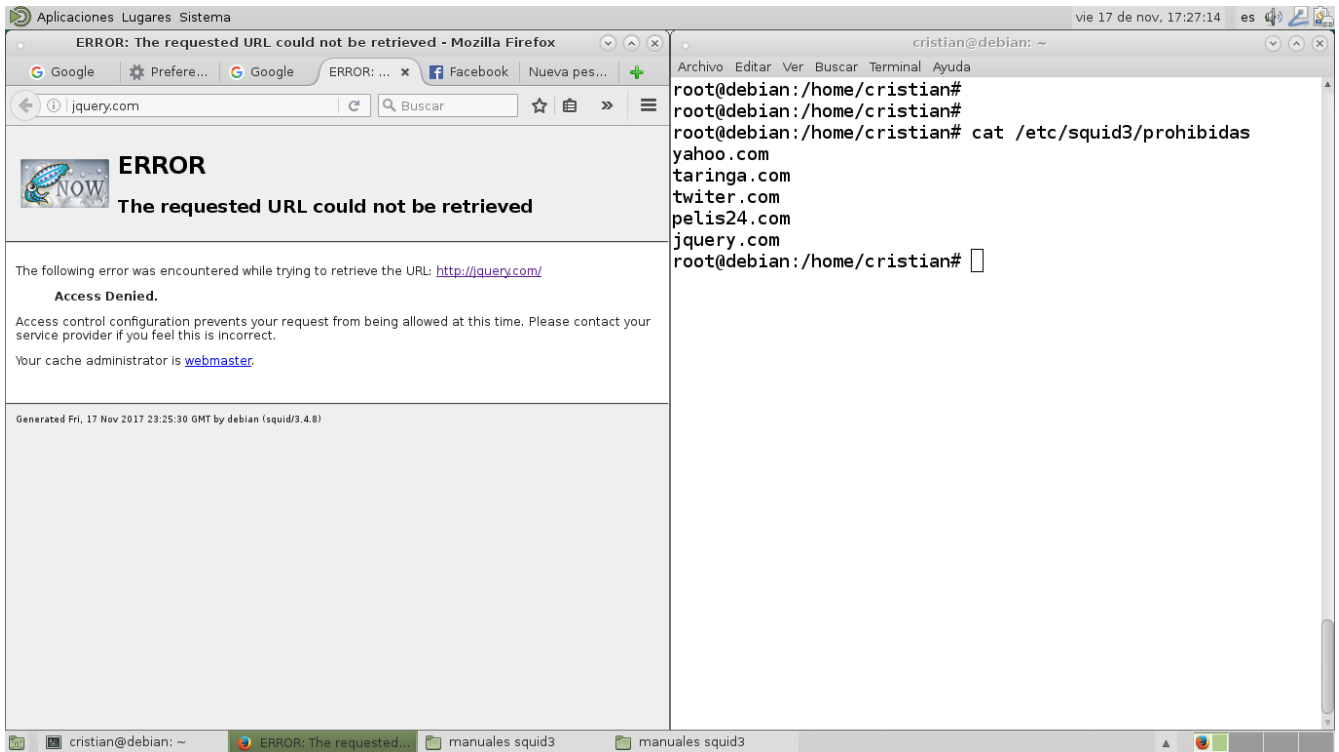 Aplicaciones Lugares Sistema
vie 17 de nov, 17:27:14 es
ERROR: The requested URL could not be retrieved - Mozilla Firefox
Google Prefere... Google ERROR: ... Facebook Nueva pes...
jquery.com Buscar
NOW
ERROR
The requested URL could not be retrieved
The following error was encountered while trying to retrieve the URL: http://jquery.com/
Access Denied.
Access control configuration prevents your request from being allowed at this time. Please contact your
service provider if you feel this is incorrect.
Your cache administrator is webmaster.
Generated Fri, 17 Nov 2017 23:25:30 GMT by debian (squid/3.4.8)
cristian@debian: ~
Archivo Editar Ver Buscar Terminal Ayuda
root@debian:/home/cristian#
root@debian:/home/cristian#
root@debian:/home/cristian# cat /etc/squid3/prohibidas
yahoo.com
taringa.com
twiter.com
pelis24.com
jquery.com
root@debian:/home/cristian#
cristian@debian: ~ ERROR: The requested... manuales squid3 manuales squid3